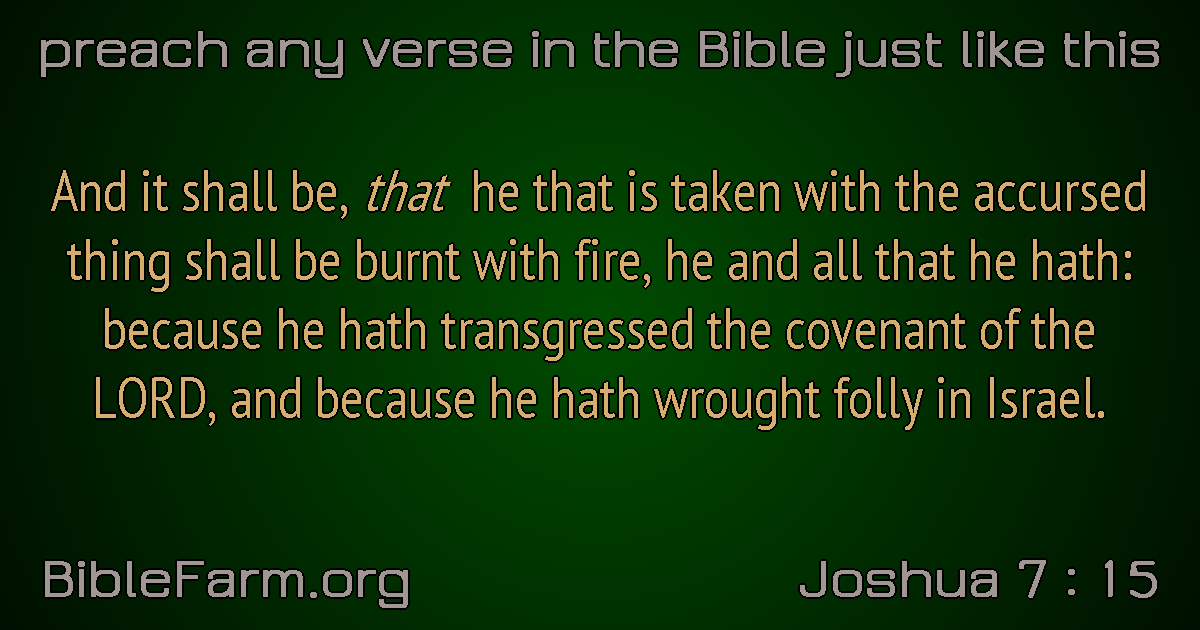 preach any verse in the Bible just like this
And it shall be, that he that is taken with the accursed
thing shall be burnt with fire, he and all that he hath:
because he hath transgressed the covenant of the
LORD, and because he hath wrought folly in Israel.
BibleFarm.org
Joshua 7 : 15